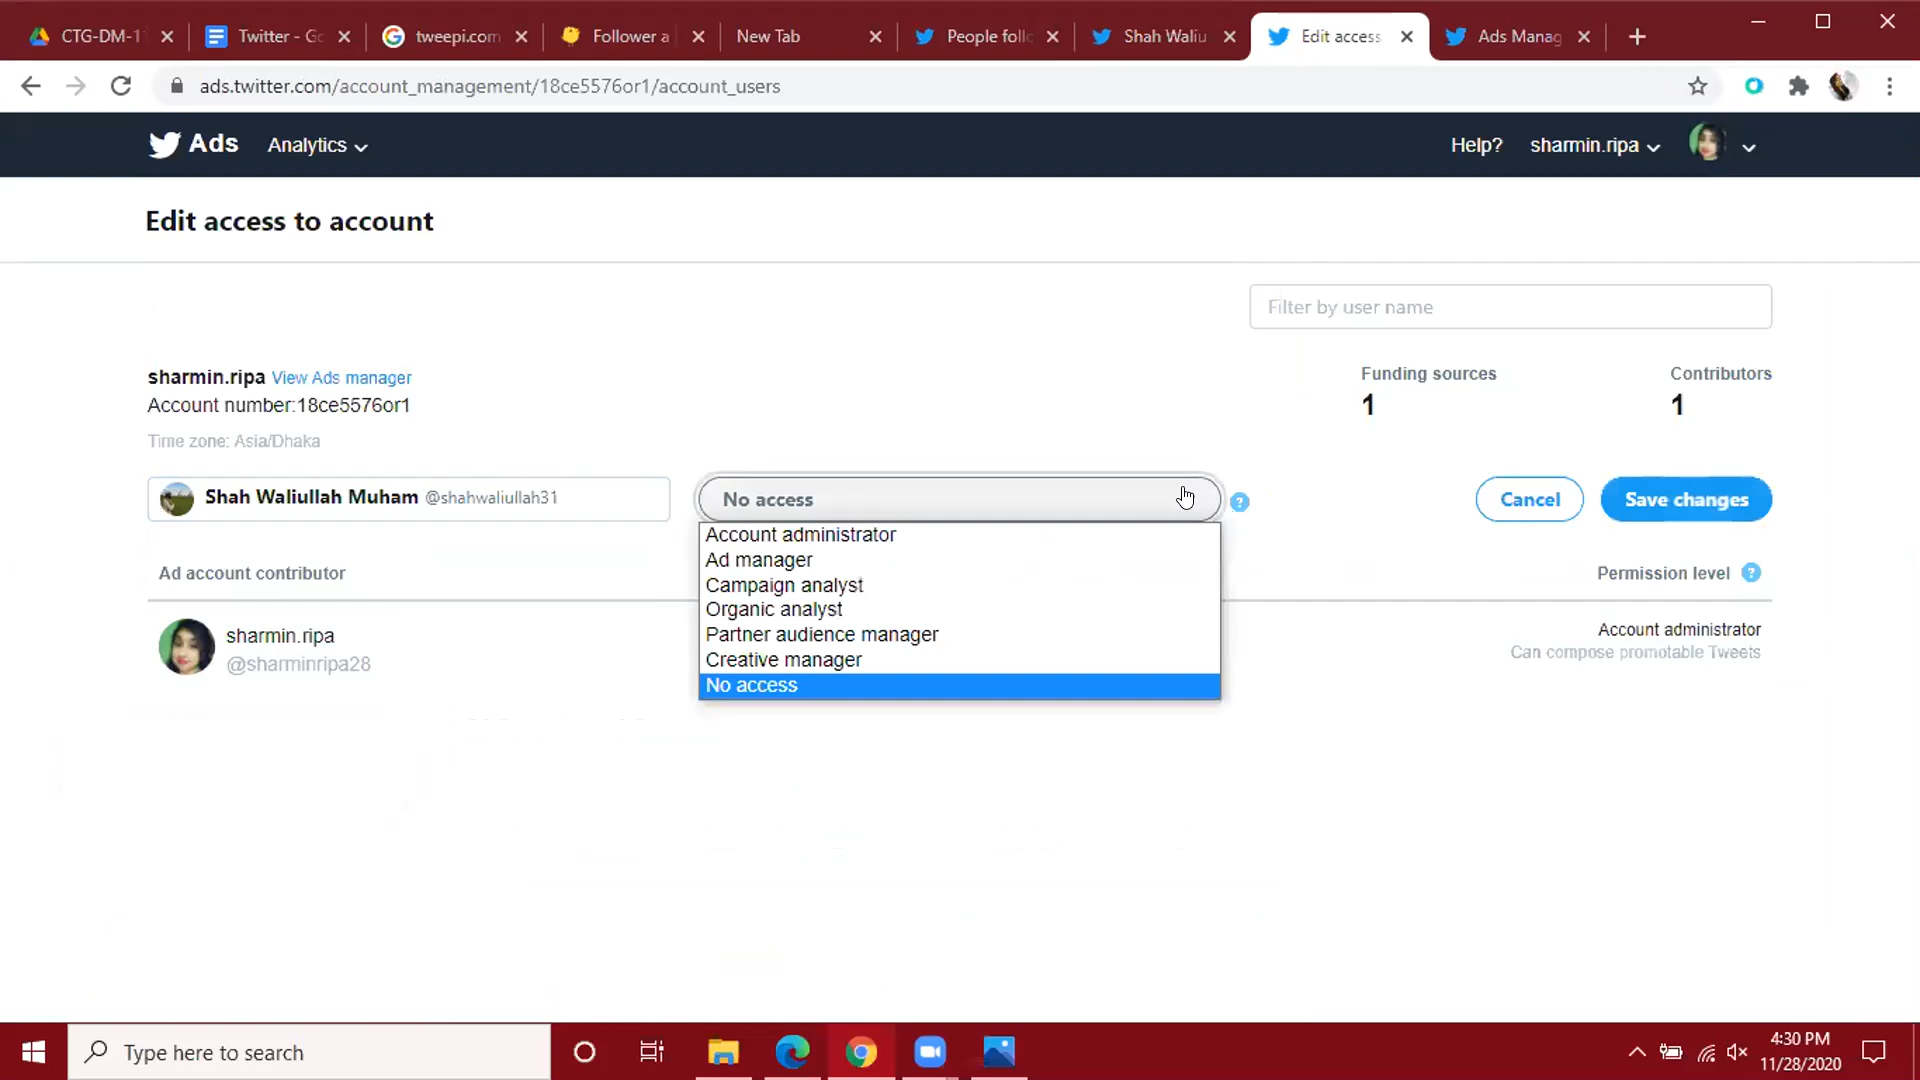 CTG-DM-1
Twitter - Go
tweepi.com
Follower a
New Tab
People foll
Shah Waliu
Edit access
Ads Manag
ads.twitter.com/account_management/18ce5576or1/account_users
Ads
Analytics
Help?
sharmin.ripa
Edit access to account
Filter by user name
sharmin.ripa View Ads manager
Account number:18ce5576or1
Time zone: Asia/Dhaka
Funding sources
1
Contributors
1
Shah Waliullah Muham @shahwaliullah31
No access
Cancel
Save changes
Account administrator
Ad manager
Campaign analyst
Organic analyst
Partner audience manager
Creative manager
No access
Ad account contributor
Permission level
sharmin.ripa
@sharminripa28
Account administrator
Can compose promotable Tweets
Type here to search
4:30 PM
11/28/2020